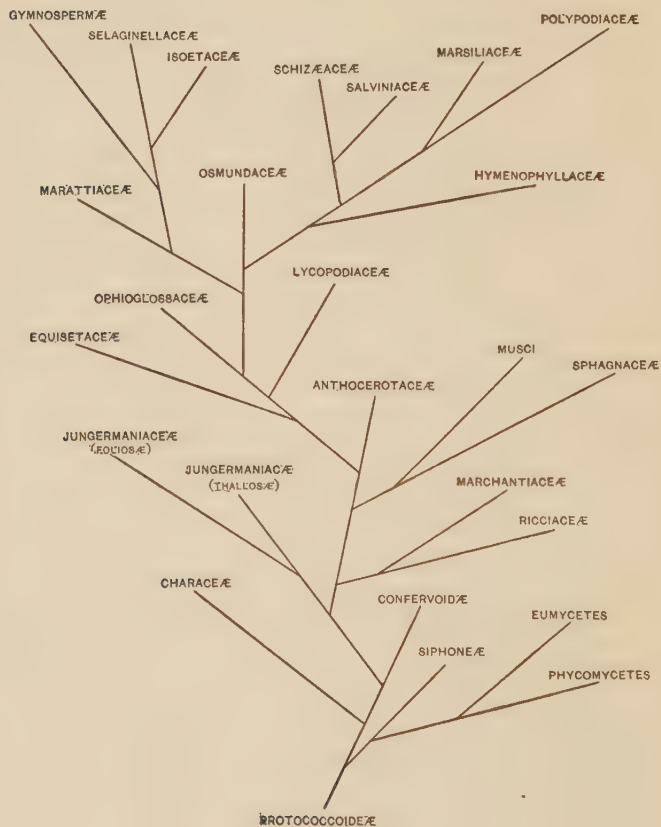 GYMNOSPERMÆ
SELAGINELLACEÆ
ISOETACEÆ
POLYPODIACEÆ
MARSILIACEÆ
SCHIZÆACEÆ
SALVINIACEÆ
OSMUNDACEÆ
HYMENOPHYLLACEÆ
MARATTIACEÆ
LYCOPODIACEÆ
OPHIOGLOSSACEÆ
EQUISETACEÆ
MUSCI
SPHAGNACEÆ
ANTHOCEROTACEÆ
JUNGERMANIACEÆ
(FOLIOSÆ)
JUNGERMANIACÆ
(THALLOSÆ)
MARCHANTIACEÆ
RICCIACEÆ
CHARACEÆ
CONFERVOIDÆ
SIPHONEÆ
EUMYCETES
PHYCOMYCETES
PROTOCOCCOIDEÆ